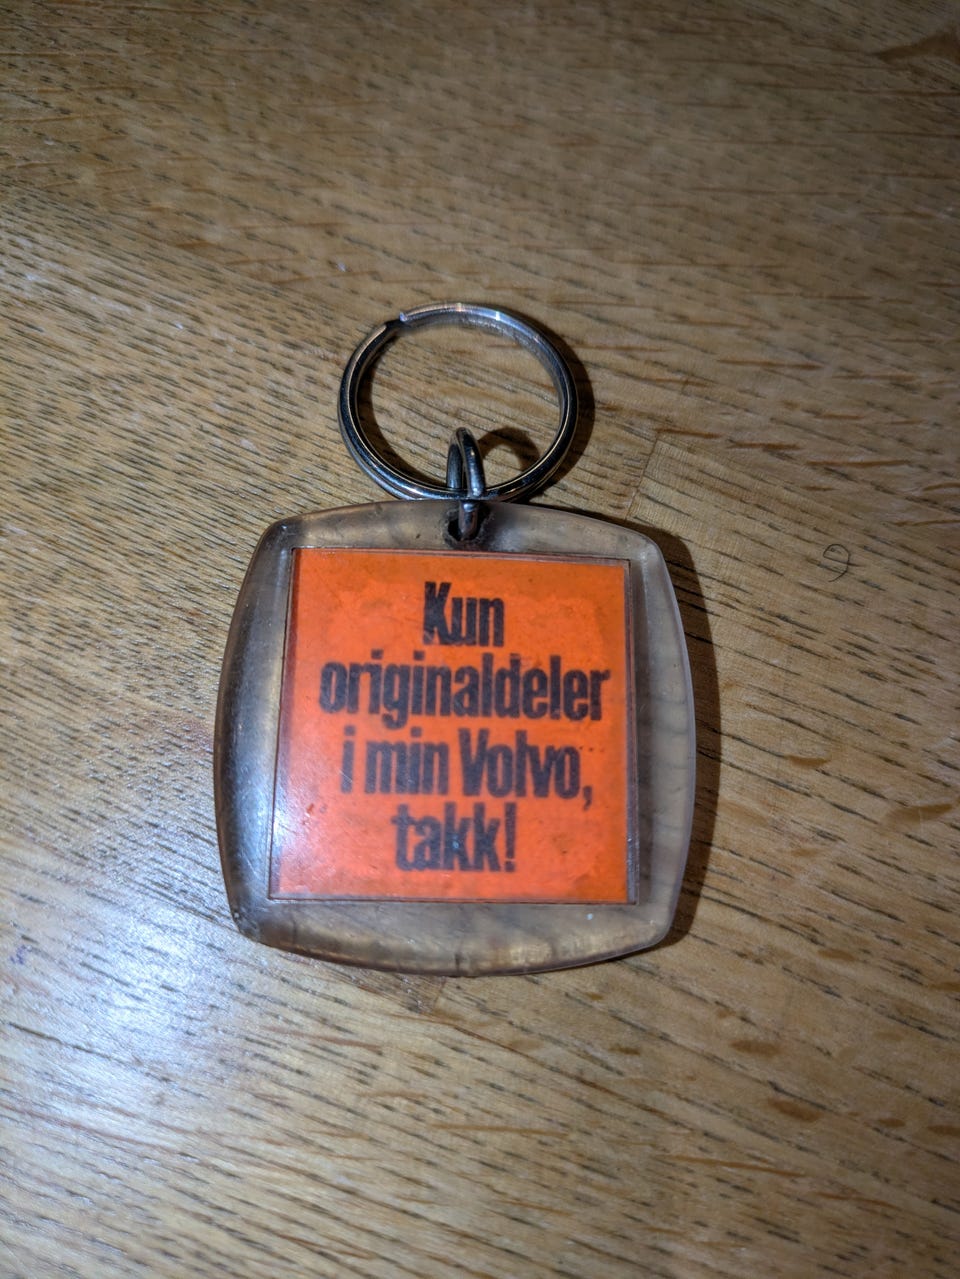 Kun
originaldeler
i min Volvo,
takk!